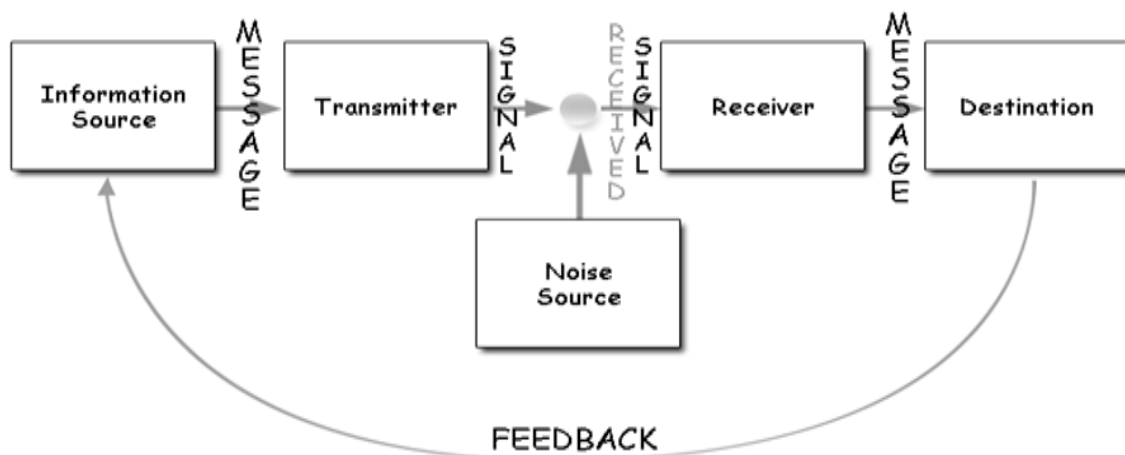 Information
Source
MESSAGE
Transmitter
SIGNAL
RECEIVED
SIGNAL
Receiver
MESSAGE
Destination
Noise
Source
FEEDBACK